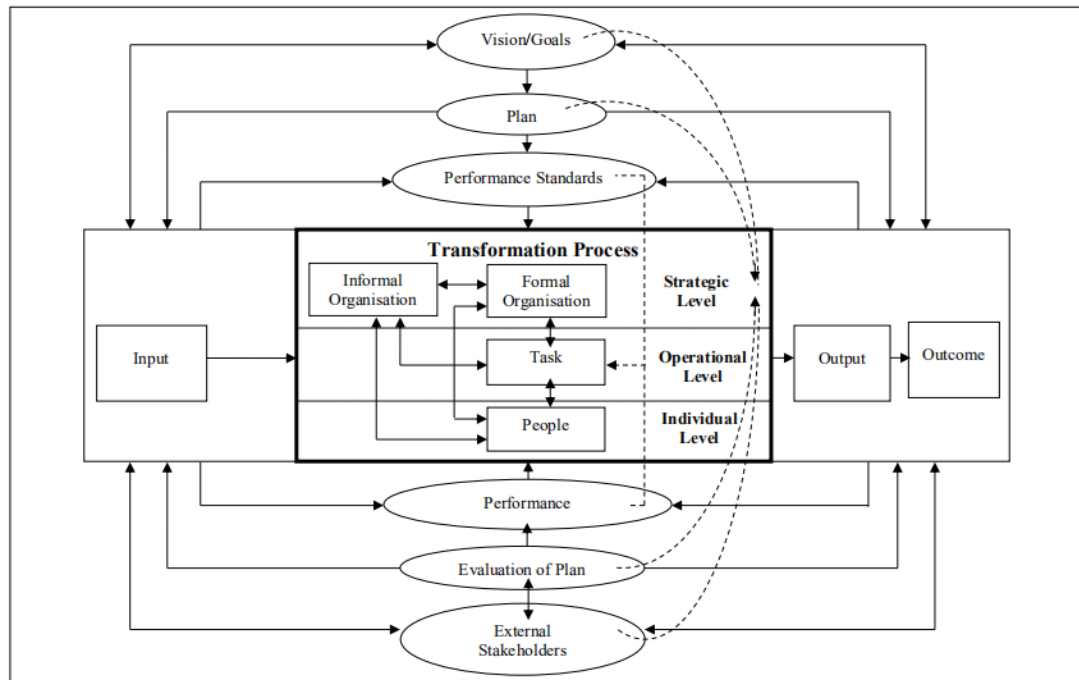 Vision/Goals
Plan
Performance Standards
Transformation Process
Informal
Organisation
Formal
Organisation
Strategic
Level
Input
Task
Operational
Level
Output
Outcome
People
Individual
Level
Performance
Evaluation of Plan
External
Stakeholders